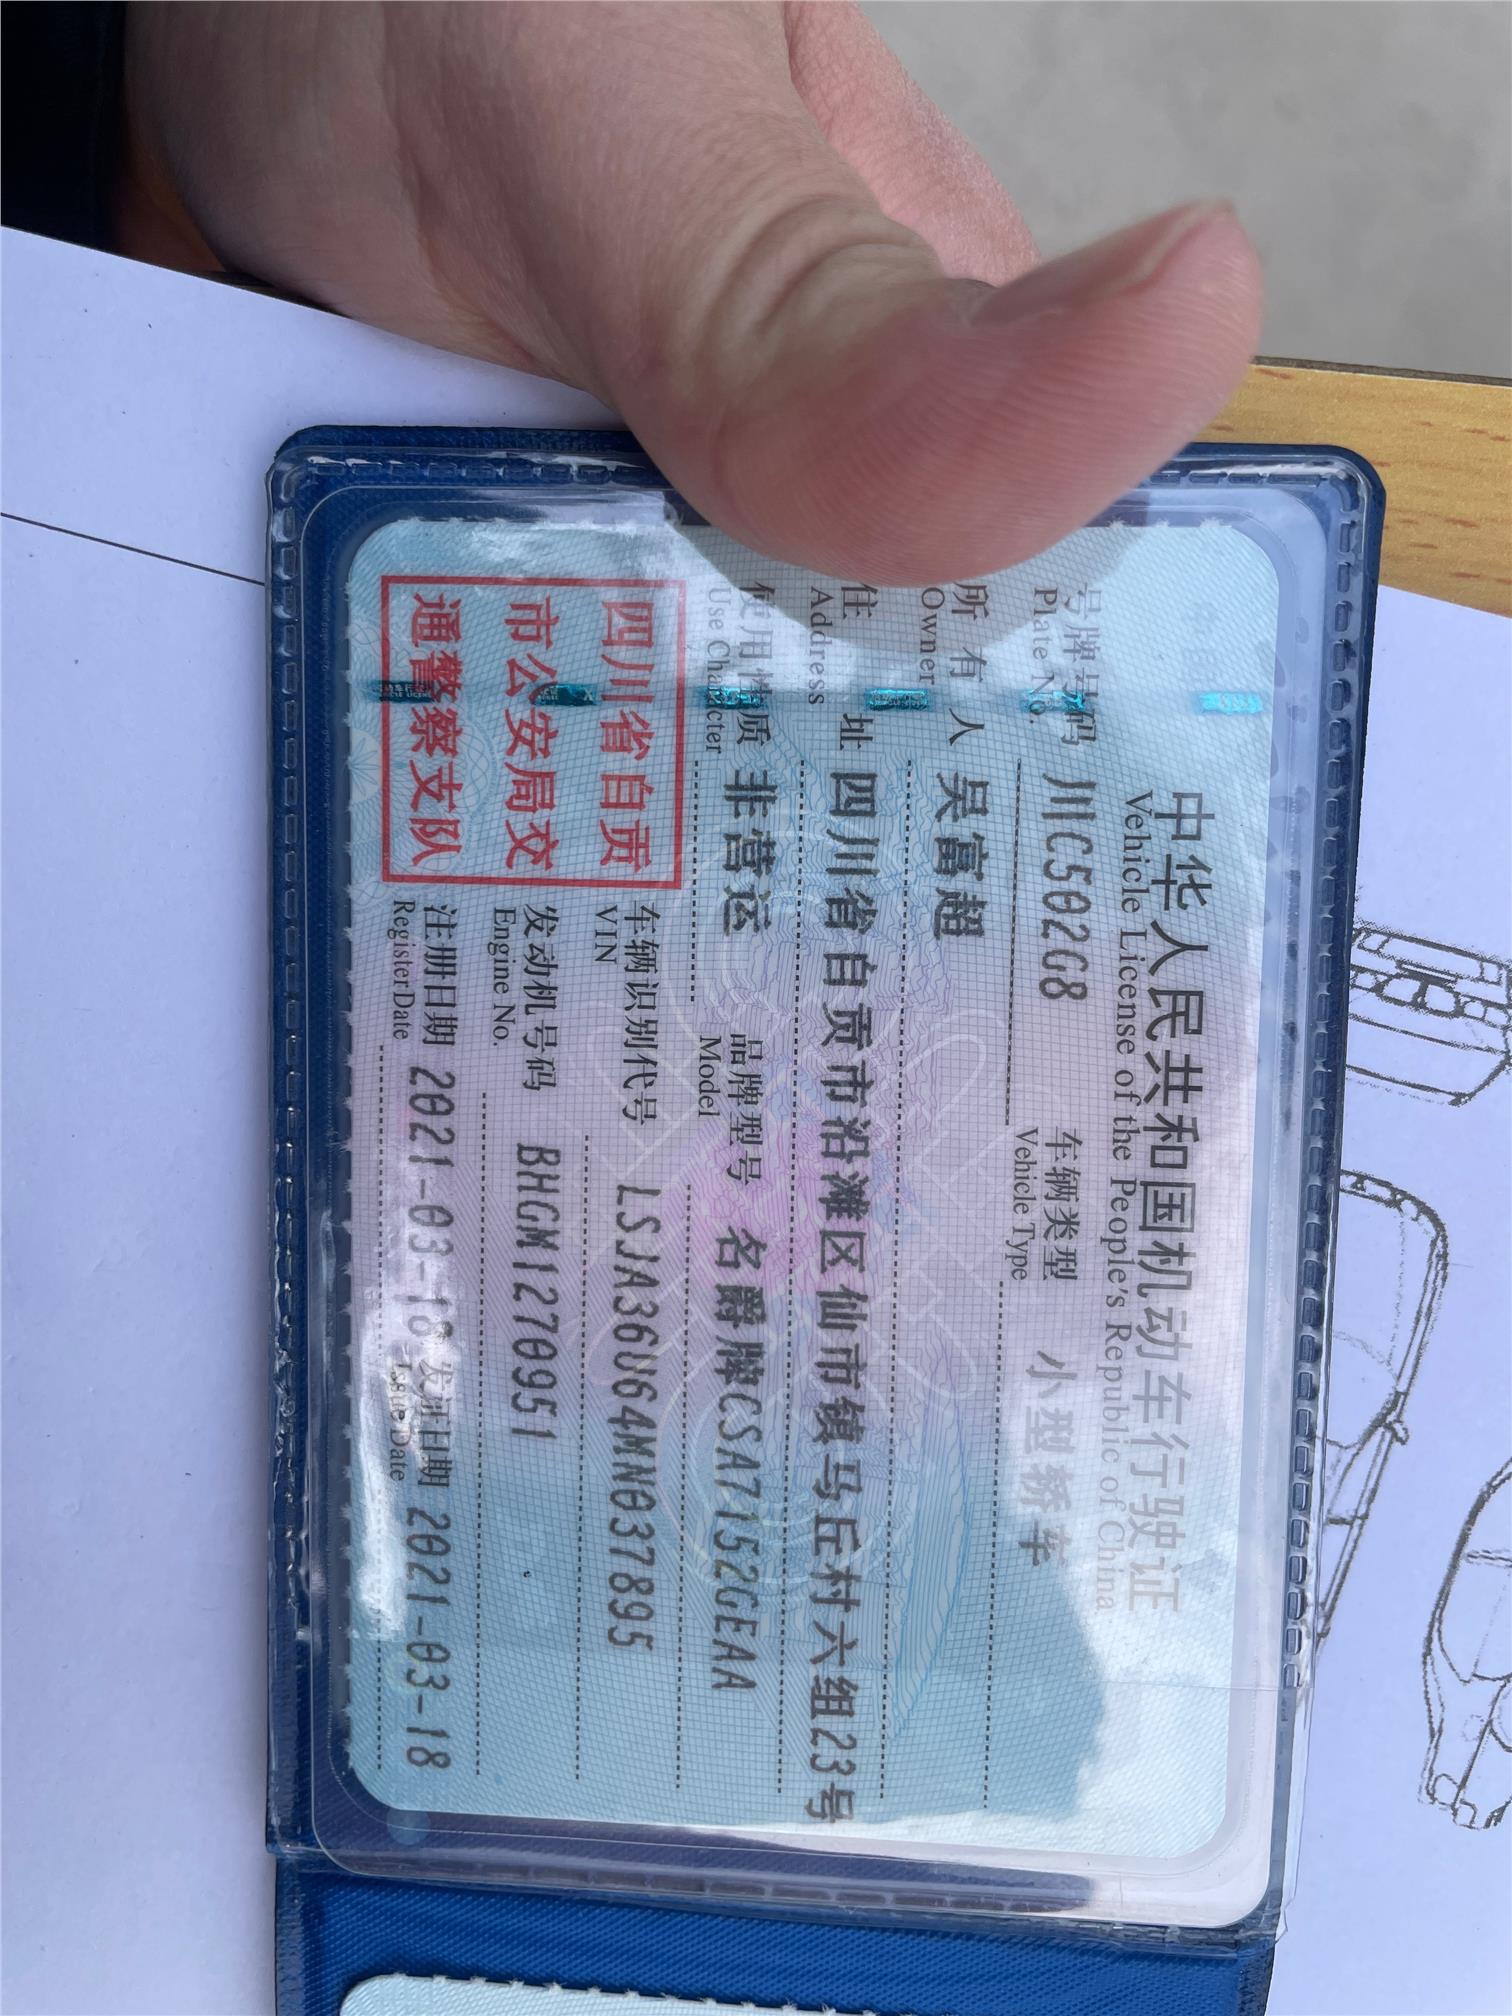 中华人民共和国机动车行驶证
Vehicle License of the People's Republic of China
号牌号码 川C502G8 车辆类型 小型轿车
Plate No. Vehicle Type
所有人 吴富超
Owner
住址 四川省自贡市沿滩区仙市镇马丘村六组23号
Address
使用性质 非营运 品牌型号 名爵牌CSA7152GEAA
Use Character Model
四川省自贡
市公安局交
通警察支队
车辆识别代号 LSJA36U64MN037895
VIN
发动机号码 BHGM1270951
Engine No.
注册日期 2021-03-18 发证日期 2021-03-18
Register Date Issue Date